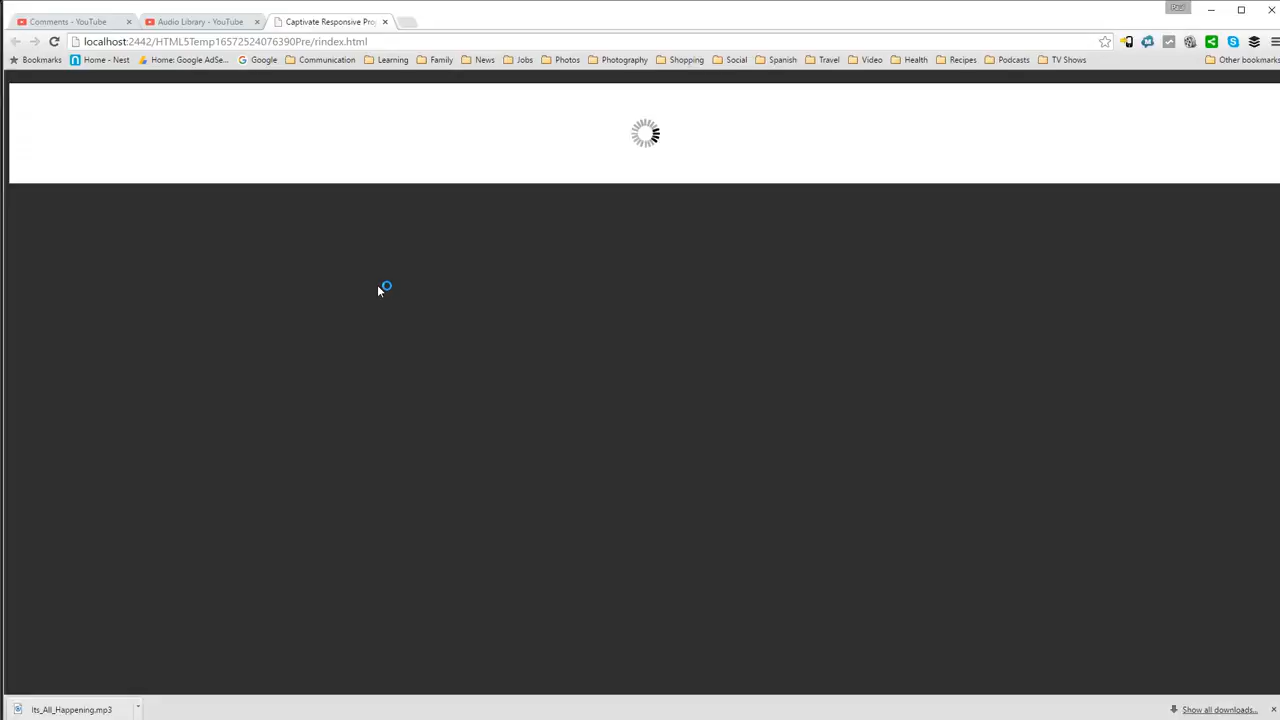 Paul
Comments - YouTube
Audio Library - YouTube
Captivate Responsive Proj
localhost:2442/HTML5Temp16572524076390Pre/rindex.html
Bookmarks
Home - Nest
Home: Google AdSe...
Google
Communication
Learning
Family
News
Jobs
Photos
Photography
Shopping
Social
Spanish
Travel
Video
Health
Recipes
Podcasts
TV Shows
Other bookmarks
Its_All_Happening.mp3
Show all downloads...